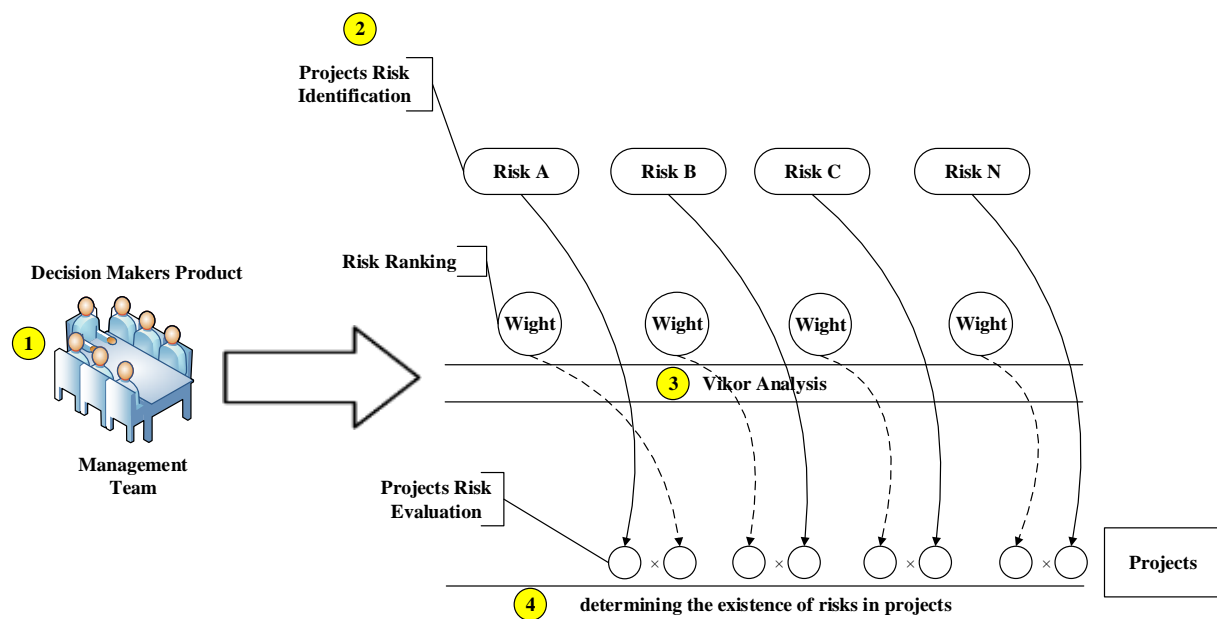 2
Projects Risk
Identification
Risk A
Risk B
Risk C
Risk N
Risk Ranking
Decision Makers Product
1
Wight
Wight
Wight
Wight
3
Vikor Analysis
Management
Team
Projects Risk
Evaluation
×
×
×
×
Projects
4
determining the existence of risks in projects